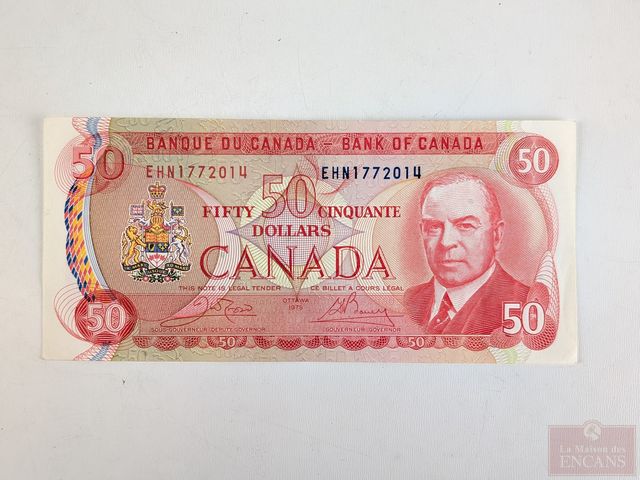 BANQUE DU CANADA – BANK OF CANADA
50
50
EHN1772014
EHN1772014
50
FIFTY CINQUANTE
DOLLARS
CANADA
THIS NOTE IS LEGAL TENDER
CE BILLET A COURS LÉGAL
OTTAWA
1975
50
50
SOUS-GOUVERNEUR / DEPUTY GOVERNOR
GOUVERNEUR / GOVERNOR
50
50
La Maison des
ENCANS